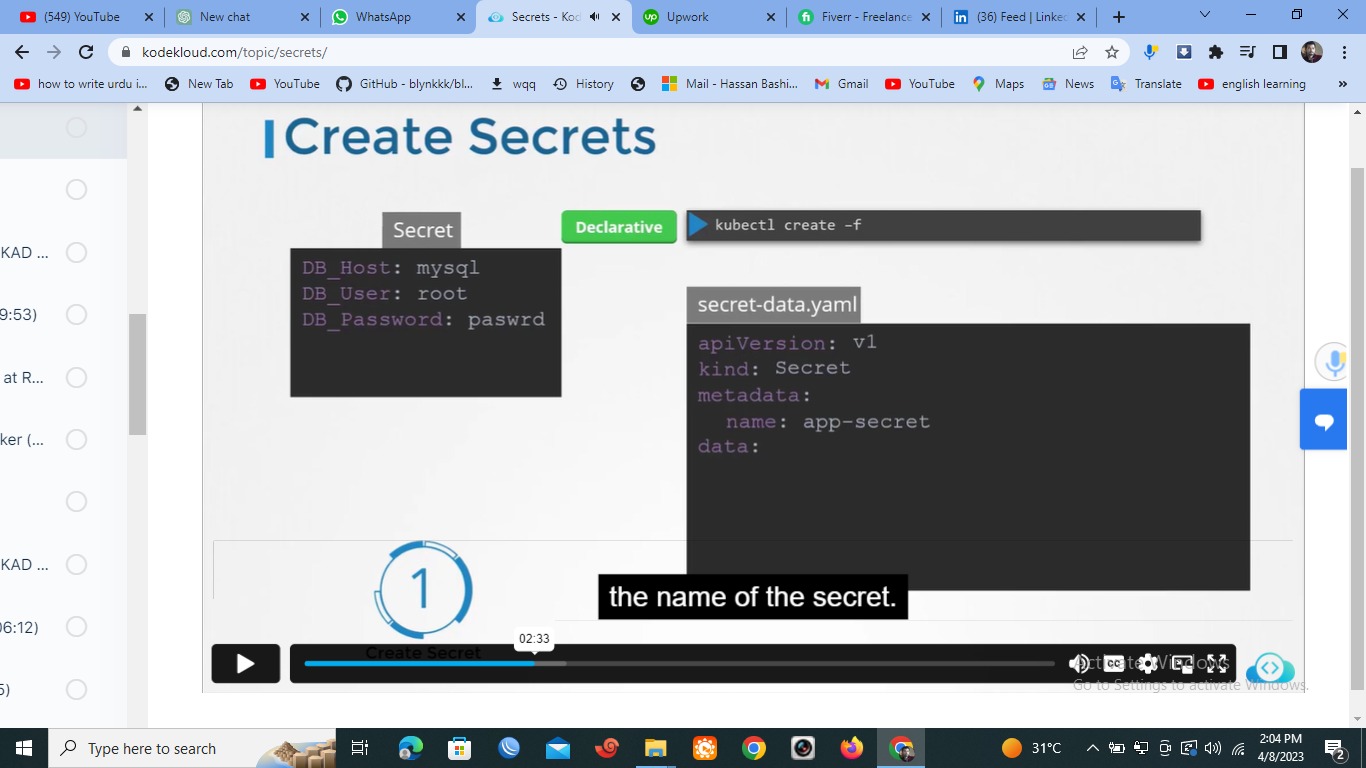 (549) YouTube
New chat
WhatsApp
Secrets - Kod
Upwork
Fiverr - Freelance
(36) Feed | Linked
kodekloud.com/topic/secrets/
how to write urdu i...
New Tab
YouTube
GitHub - blynkkk/bl...
wqq
History
Mail - Hassan Bashi...
Gmail
YouTube
Maps
News
Translate
english learning
»
Create Secrets
Secret
Declarative
kubectl create –f
DB_Host: mysql
DB_User: root
DB_Password: paswrd
secret-data.yaml
apiVersion: v1
kind: Secret
metadata:
name: app-secret
data:
KAD ...
9:53)
at R...
ker (...
KAD ...
06:12)
5)
1
Create Secret
the name of the secret.
02:33
CC
Activate Windows
Go to Settings to activate Windows.
Type here to search
31°C
2:04 PM
4/8/2023
2